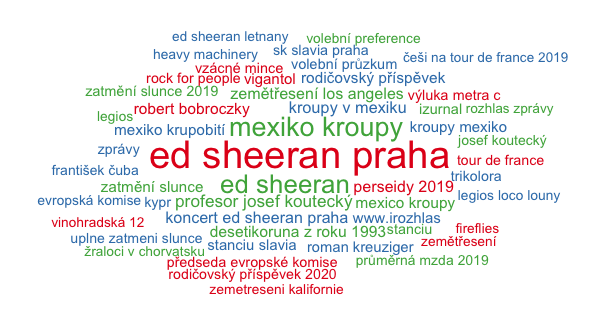 ed sheeran letnany
volební preference
heavy machinery
sk slavia praha
češi na tour de france 2019
vzácné mince
volební průzkum
rock for people
vigantol
rodičovský příspěvek
zatmění slunce 2019
zemětřesení los angeles
výluka metra c
legios
robert bobroczky
kroupy v mexiku
izurnal
rozhlas zprávy
mexiko krupobití
mexiko kroupy
kroupy mexiko
josef koutecký
zprávy
ed sheeran praha
tour de france
františek čuba
trikolora
zatmění slunce
ed sheeran
perseidy 2019
evropská komise
kypr
profesor josef koutecký
mexico kroupy
legios loco louny
vinohradská 12
koncert ed sheeran praha
www.irozhlas
desetikoruna z roku 1993
stanciu
fireflies
uplne zatmeni slunce
stanciu slavia
roman kreuziger
zemětřesení
žraloci v chorvatsku
předseda evropské komise
průměrná mzda 2019
rodičovský příspěvek 2020
zemetreseni kalifornie